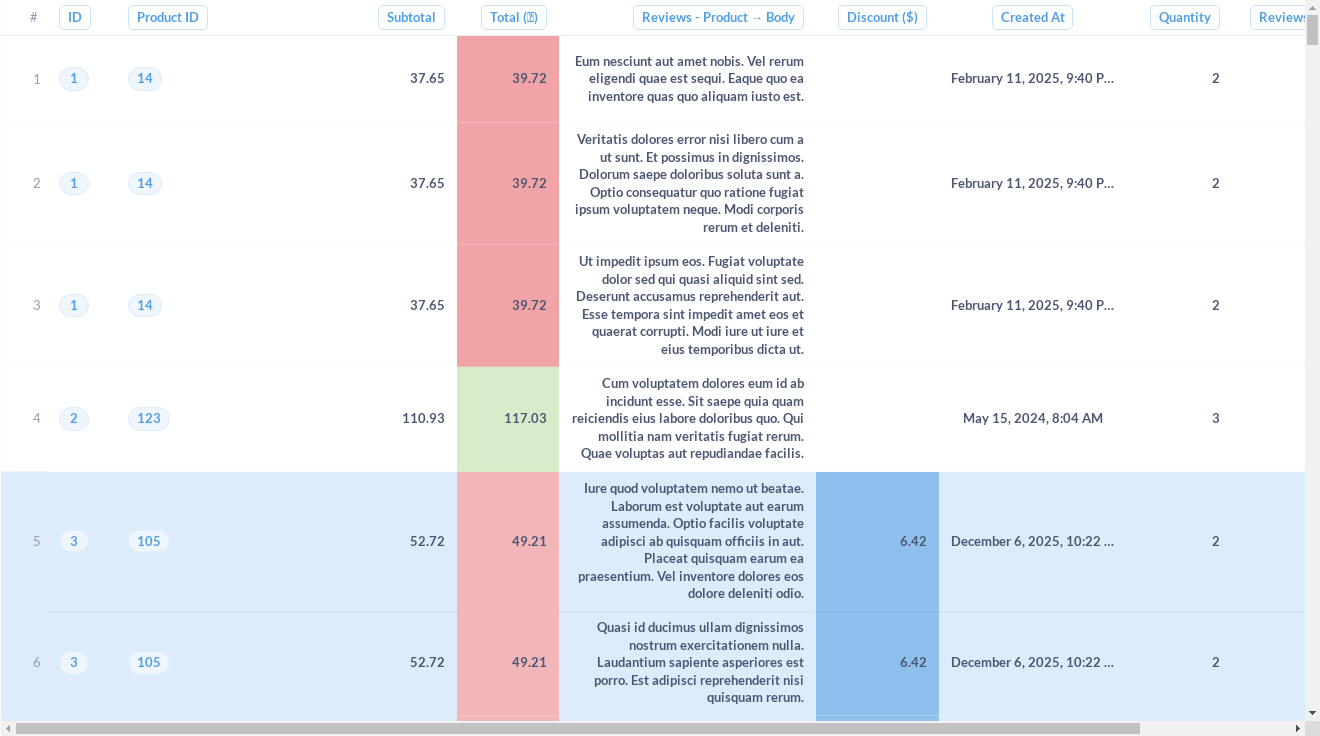 # ID Product ID Subtotal Total (⍰) Reviews - Product → Body Discount ($) Created At Quantity Reviews
1 1 14 37.65 39.72 Eum nesciunt aut amet nobis. Vel rerum
eligendi quae est sequi. Eaque quo ea
inventore quas quo aliquam iusto est. February 11, 2025, 9:40 P... 2
2 1 14 37.65 39.72 Veritatis dolores error nisi libero cum a
ut sunt. Et possimus in dignissimos.
Dolorum saepe doloribus soluta sunt a.
Optio consequatur quo ratione fugiat
ipsum voluptatem neque. Modi corporis
rerum et deleniti. February 11, 2025, 9:40 P... 2
3 1 14 37.65 39.72 Ut impedit ipsum eos. Fugiat voluptate
dolor sed qui quasi aliquid sint sed.
Deserunt accusamus reprehenderit aut.
Esse tempora sint impedit amet eos et
quaerat corrupti. Modi iure ut iure et
eius temporibus dicta ut. February 11, 2025, 9:40 P... 2
4 2 123 110.93 117.03 Cum voluptatem dolores eum id ab
incidunt esse. Sit saepe quia quam
reiciendis eius labore doloribus quo. Qui
mollitia nam veritatis fugiat rerum.
Quae voluptas aut repudiandae facilis. May 15, 2024, 8:04 AM 3
5 3 105 52.72 49.21 Iure quod voluptatem nemo ut beatae.
Laborum est voluptate aut earum
assumenda. Optio facilis voluptate
adipisci ab quisquam officiis in aut.
Placeat quisquam earum ea
praesentium. Vel inventore dolores eos
dolore deleniti odio. 6.42 December 6, 2025, 10:22 ... 2
6 3 105 52.72 49.21 Quasi id ducimus ullam dignissimos
nostrum exercitationem nulla.
Laudantium sapiente asperiores est
porro. Est adipisci reprehenderit nisi
quisquam rerum. 6.42 December 6, 2025, 10:22 ... 2